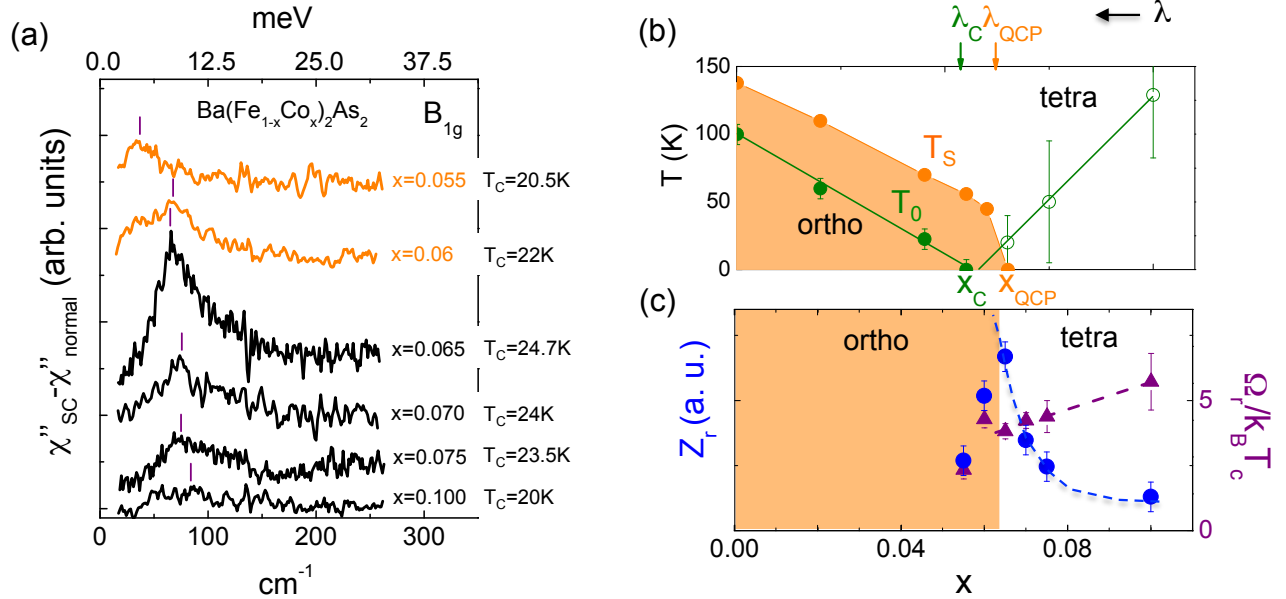 (a)
meV
0.0 12.5 25.0 37.5
Ba(Fe1-xCox)2As2 B1g
x=0.055 TC=20.5K
x=0.06 TC=22K
x=0.065 TC=24.7K
x=0.070 TC=24K
x=0.075 TC=23.5K
x=0.100 TC=20K
χ''SC-χ''normal (arb. units)
0 100 200 300
cm-1
(b)
λC λQCP
← λ
T (K)
150
100
50
0
tetra
TS
T0
ortho
xC xQCP
(c)
ortho tetra
Zr (a. u.)
Ωr/kBTc
5
0
0.00 0.04 0.08
x